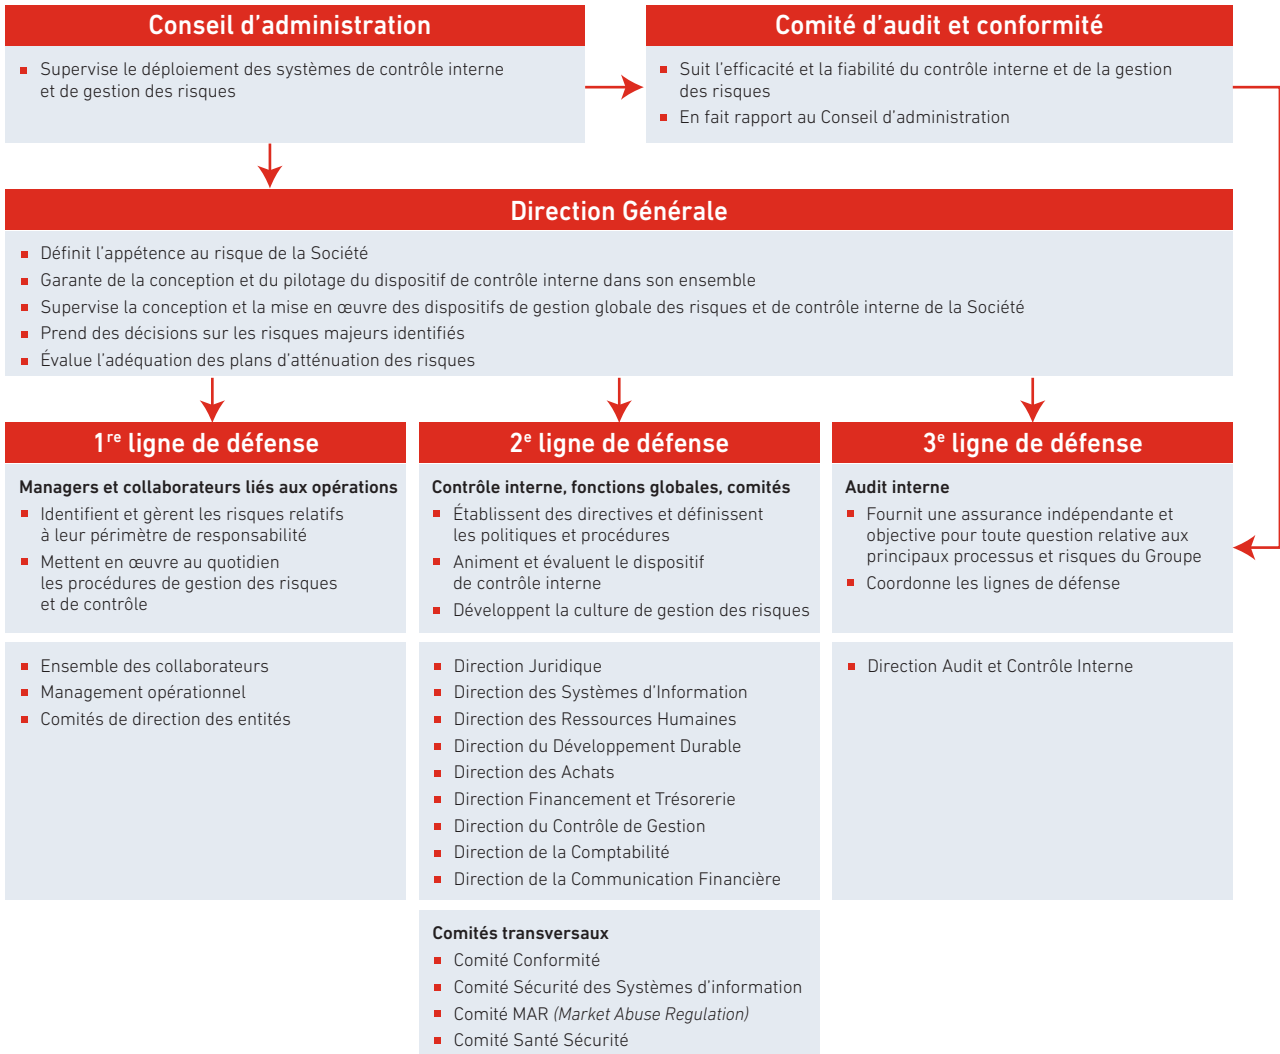 Conseil d'administration
Supervise le déploiement des systèmes de contrôle interne
et de gestion des risques
Comité d'audit et conformité
Suit l'efficacité et la fiabilité du contrôle interne et de la gestion
des risques
En fait rapport au Conseil d'administration
Direction Générale
Définit l'appétence au risque de la Société
Garante de la conception et du pilotage du dispositif de contrôle interne dans son ensemble
Supervise la conception et la mise en œuvre des dispositifs de gestion globale des risques et de contrôle interne de la Société
Prend des décisions sur les risques majeurs identifiés
Évalue l'adéquation des plans d'atténuation des risques
1re ligne de défense
Managers et collaborateurs liés aux opérations
Identifient et gèrent les risques relatifs
à leur périmètre de responsabilité
Mettent en œuvre au quotidien
les procédures de gestion des risques
et de contrôle
Ensemble des collaborateurs
Management opérationnel
Comités de direction des entités
2e ligne de défense
Contrôle interne, fonctions globales, comités
Établissent des directives et définissent
les politiques et procédures
Animent et évaluent le dispositif
de contrôle interne
Développent la culture de gestion des risques
Direction Juridique
Direction des Systèmes d'Information
Direction des Ressources Humaines
Direction du Développement Durable
Direction des Achats
Direction Financement et Trésorerie
Direction du Contrôle de Gestion
Direction de la Comptabilité
Direction de la Communication Financière
Comités transversaux
Comité Conformité
Comité Sécurité des Systèmes d'information
Comité MAR (Market Abuse Regulation)
Comité Santé Sécurité
3e ligne de défense
Audit interne
Fournit une assurance indépendante et
objective pour toute question relative aux
principaux processus et risques du Groupe
Coordonne les lignes de défense
Direction Audit et Contrôle Interne